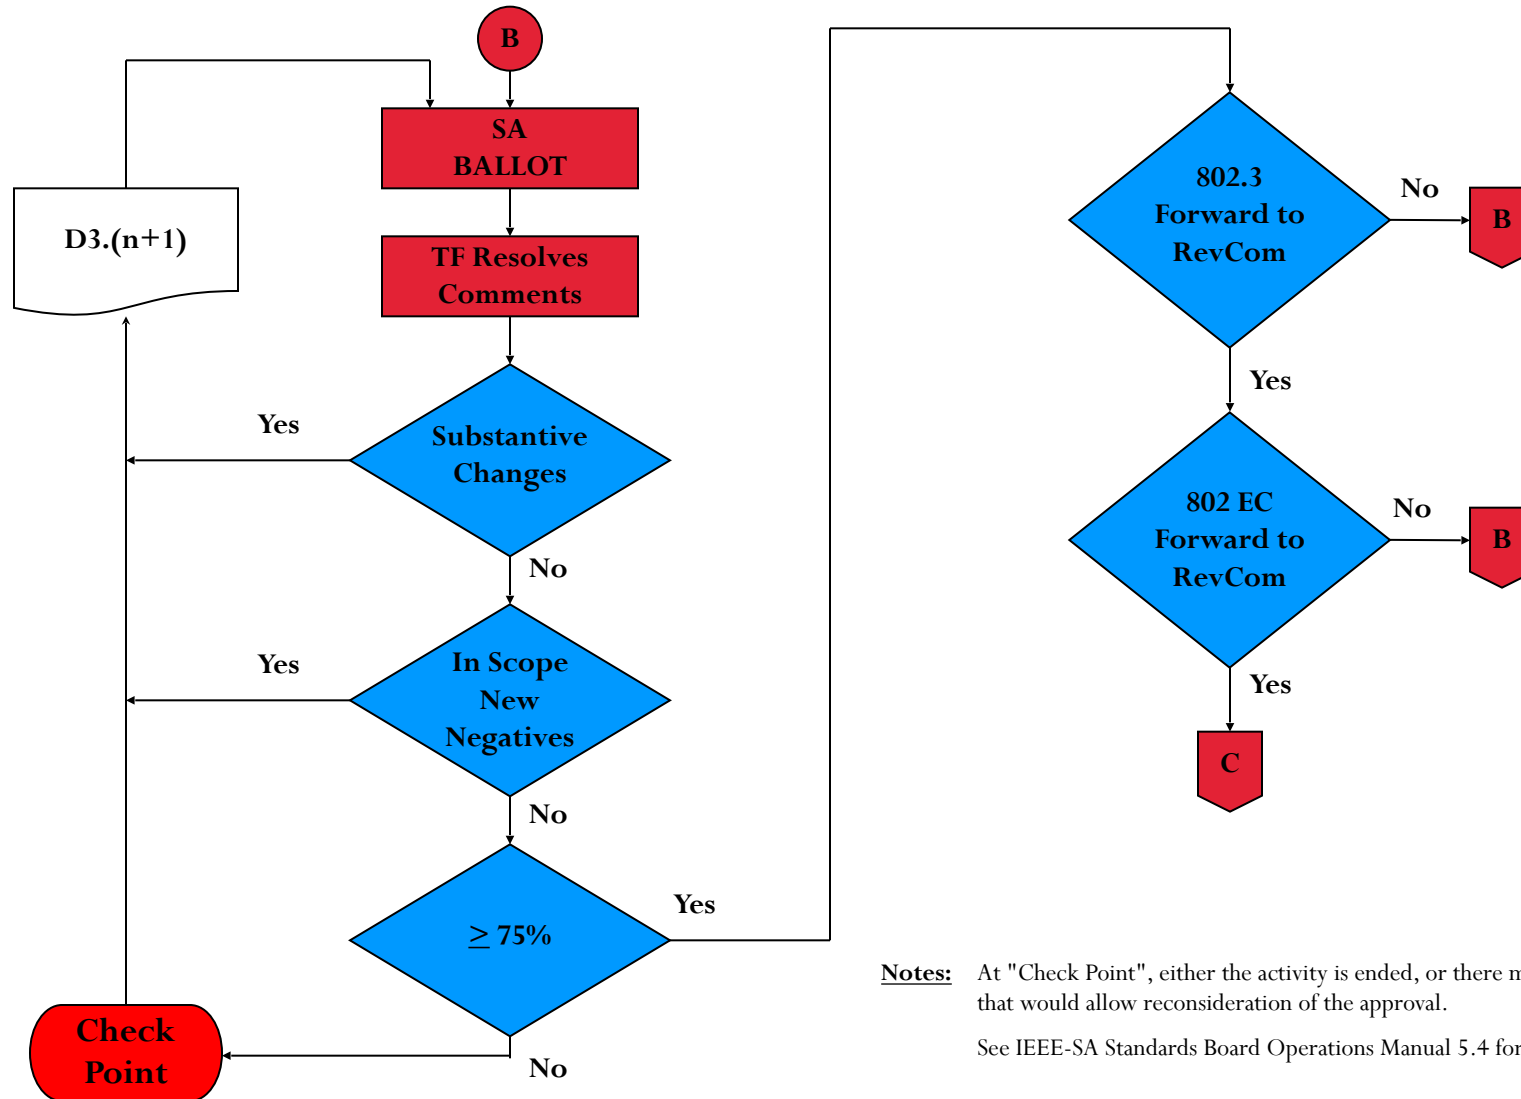 B
SA
BALLOT
D3.(n+1)
TF Resolves
Comments
Yes
Substantive
Changes
No
Yes
In Scope
New
Negatives
No
≥ 75%
Yes
Check
Point
No
802.3
Forward to
RevCom
No
B
Yes
802 EC
Forward to
RevCom
No
B
Yes
C
Notes: At "Check Point", either the activity is ended, or there
that would allow reconsideration of the approval.
See IEEE-SA Standards Board Operations Manual 5.4 for